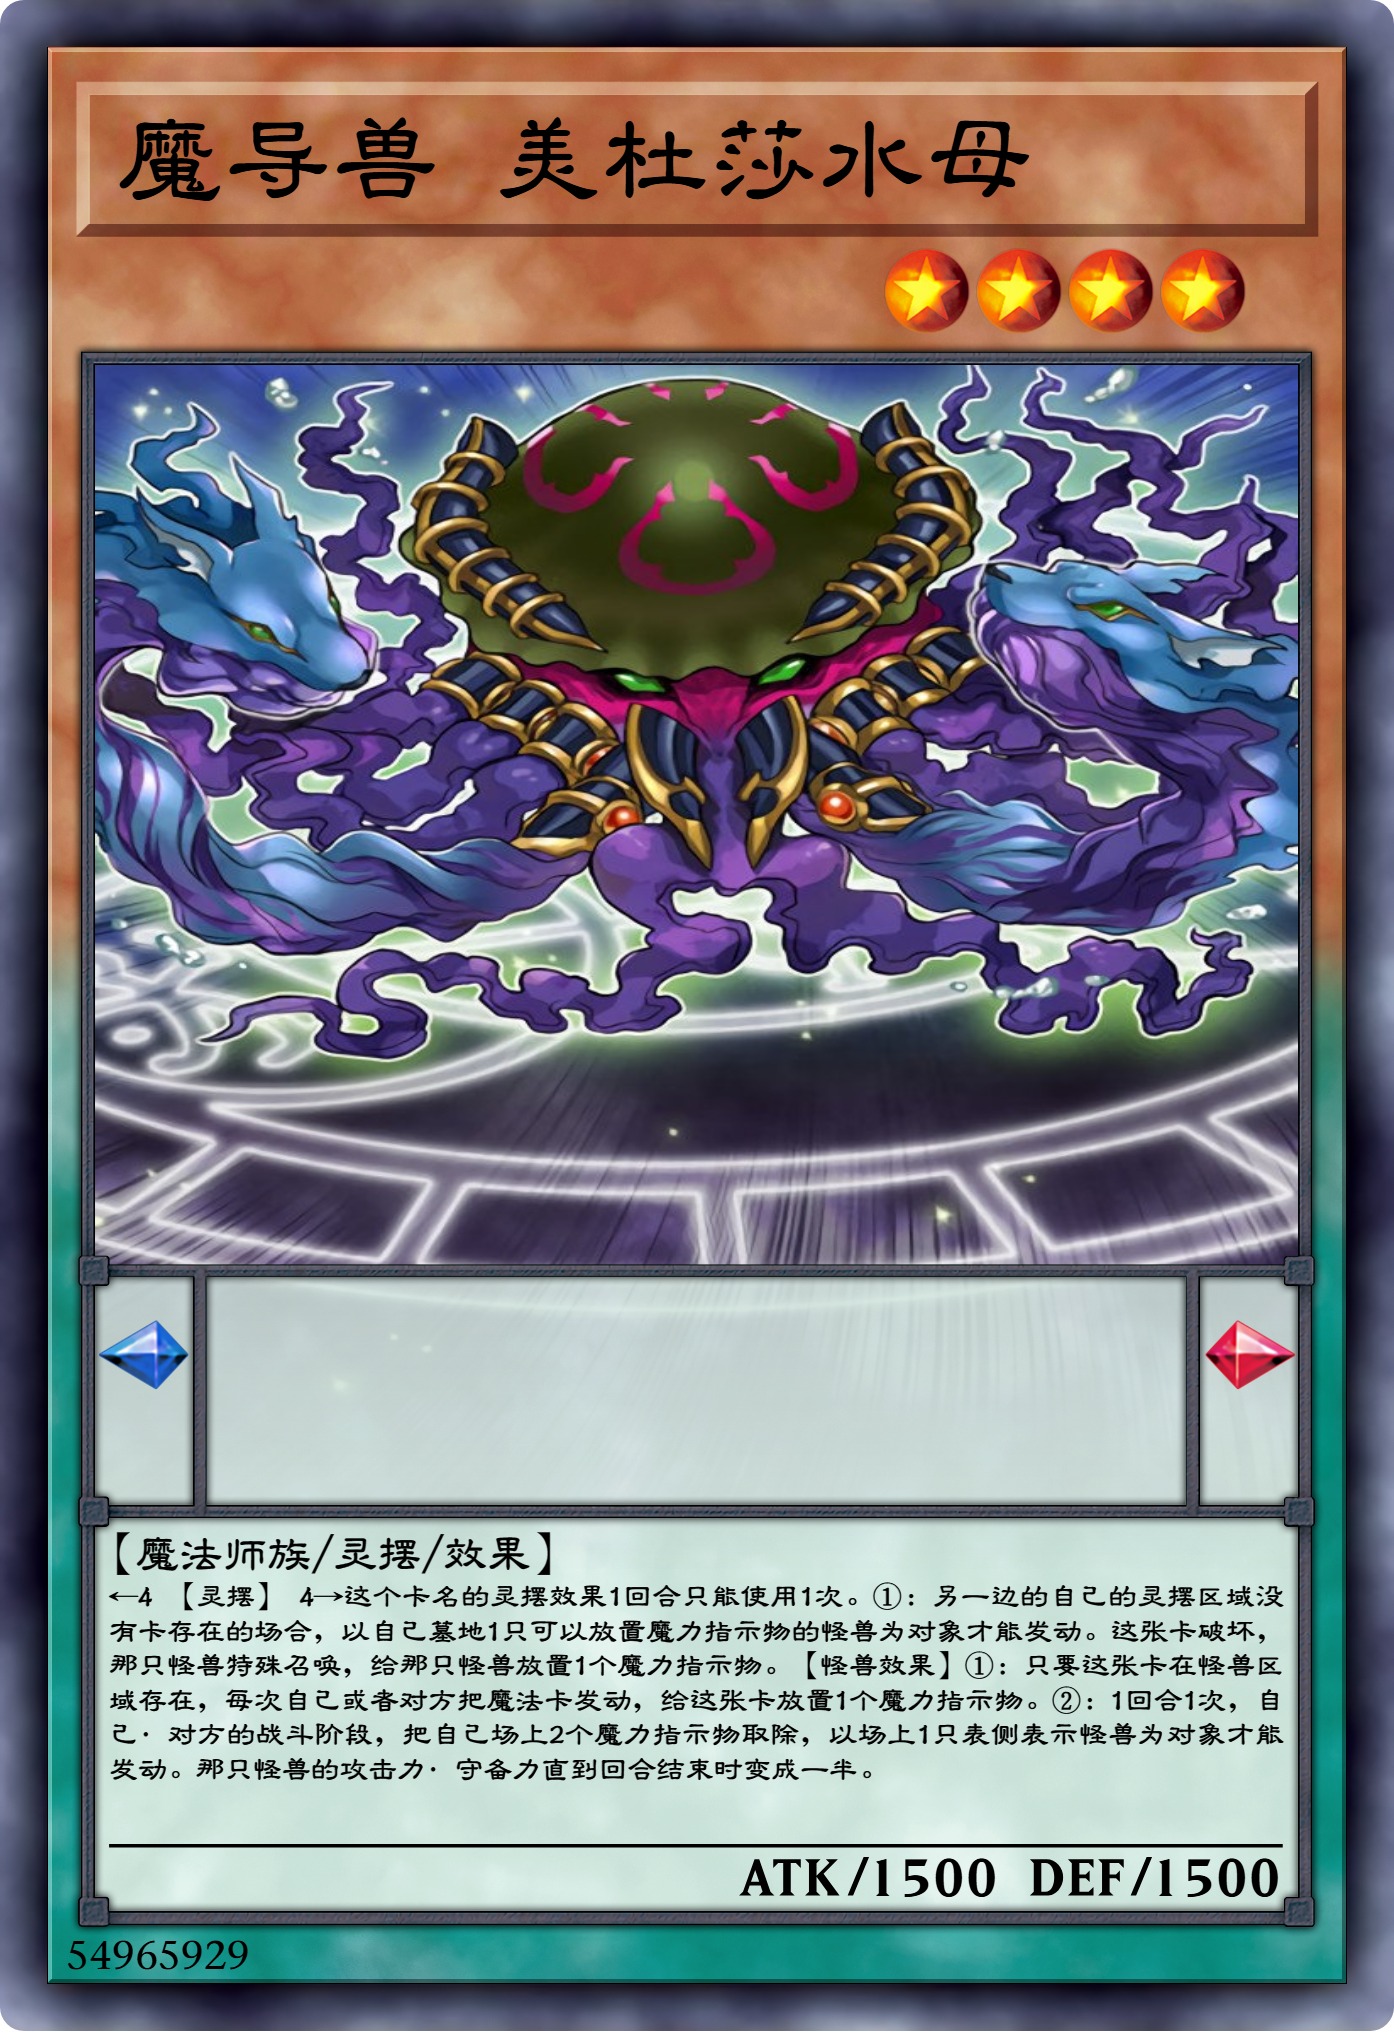 魔导兽 美杜莎水母
【魔法师族/灵摆/效果】
←4 【灵摆】 4→这个卡名的灵摆效果1回合只能使用1次。①：另一边的自己的灵摆区域没
有卡存在的场合，以自己墓地1只可以放置魔力指示物的怪兽为对象才能发动。这张卡破坏，
那只怪兽特殊召唤，给那只怪兽放置1个魔力指示物。【怪兽效果】①：只要这张卡在怪兽区
域存在，每次自己或者对方把魔法卡发动，给这张卡放置1个魔力指示物。②：1回合1次，自
己·对方的战斗阶段，把自己场上2个魔力指示物取除，以场上1只表侧表示怪兽为对象才能
发动。那只怪兽的攻击力·守备力直到回合结束时变成一半。
ATK/1500 DEF/1500
54965929